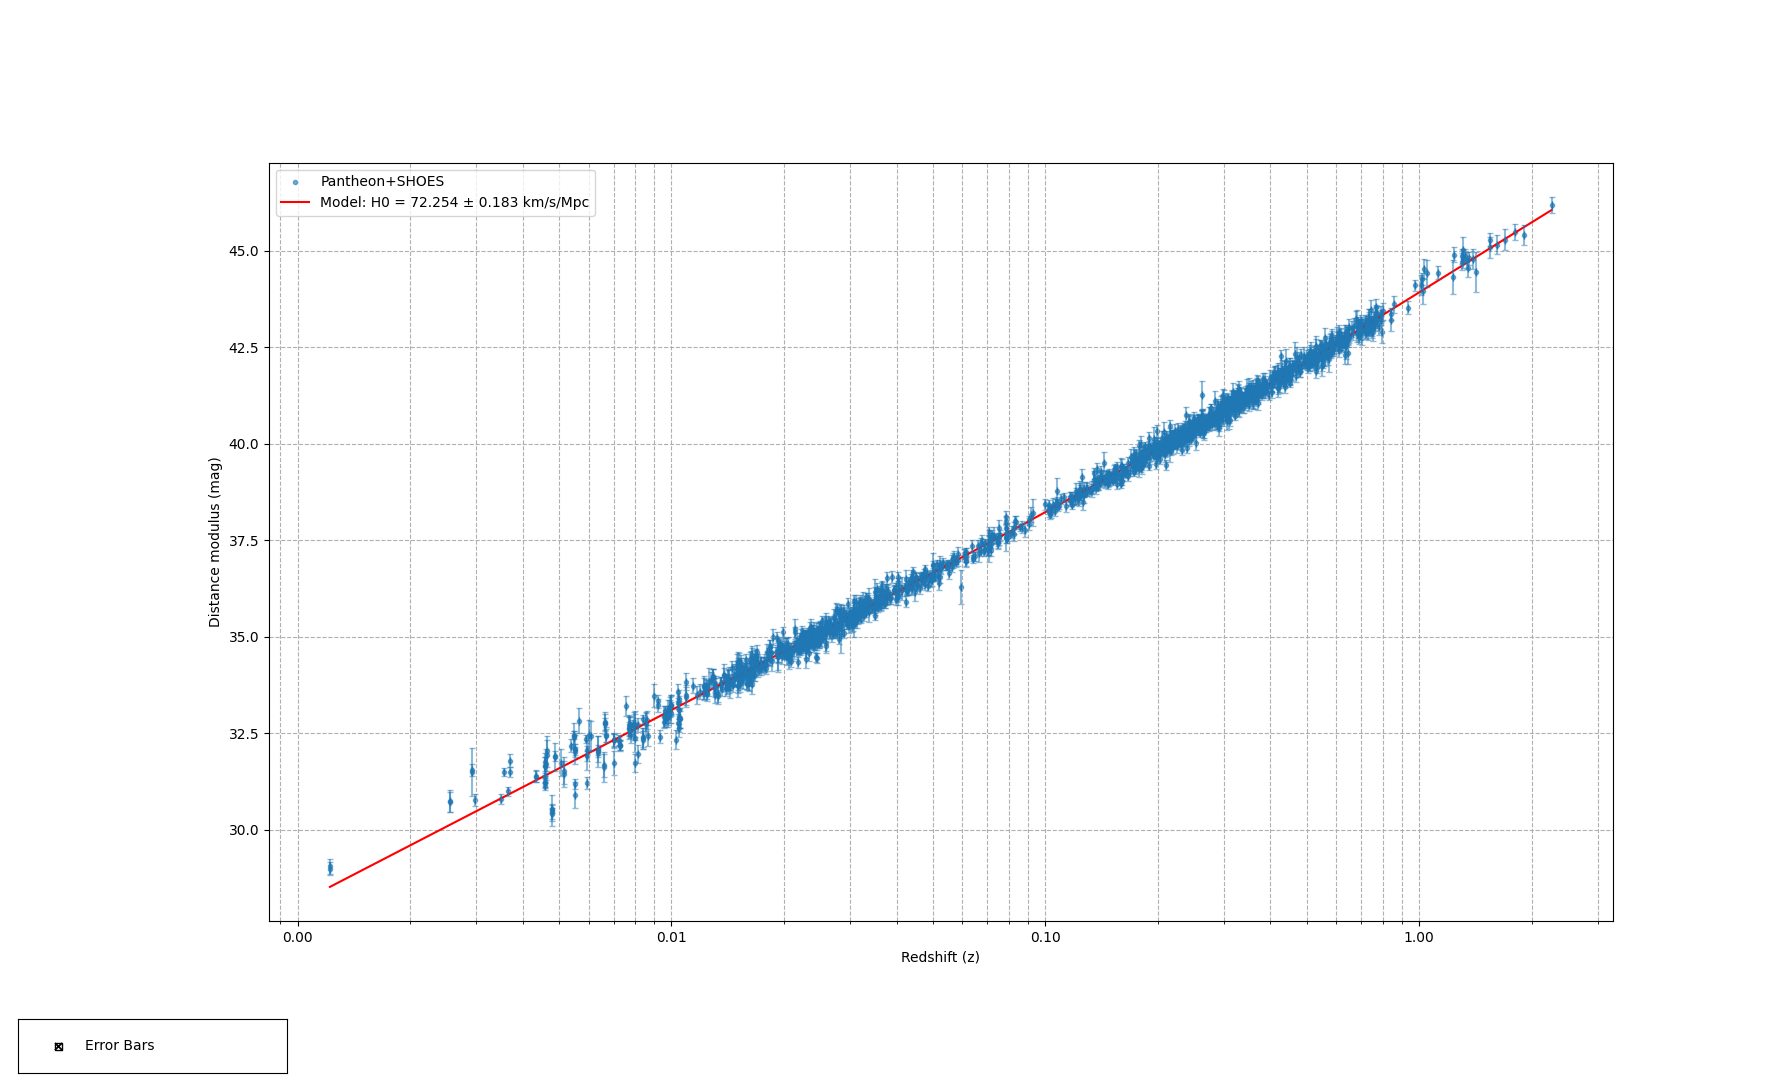 Pantheon+SHOES
Model: H0 = 72.254 ± 0.183 km/s/Mpc
45.0
42.5
40.0
37.5
35.0
32.5
30.0
Distance modulus (mag)
0.00
0.01
0.10
1.00
Redshift (z)
Error Bars